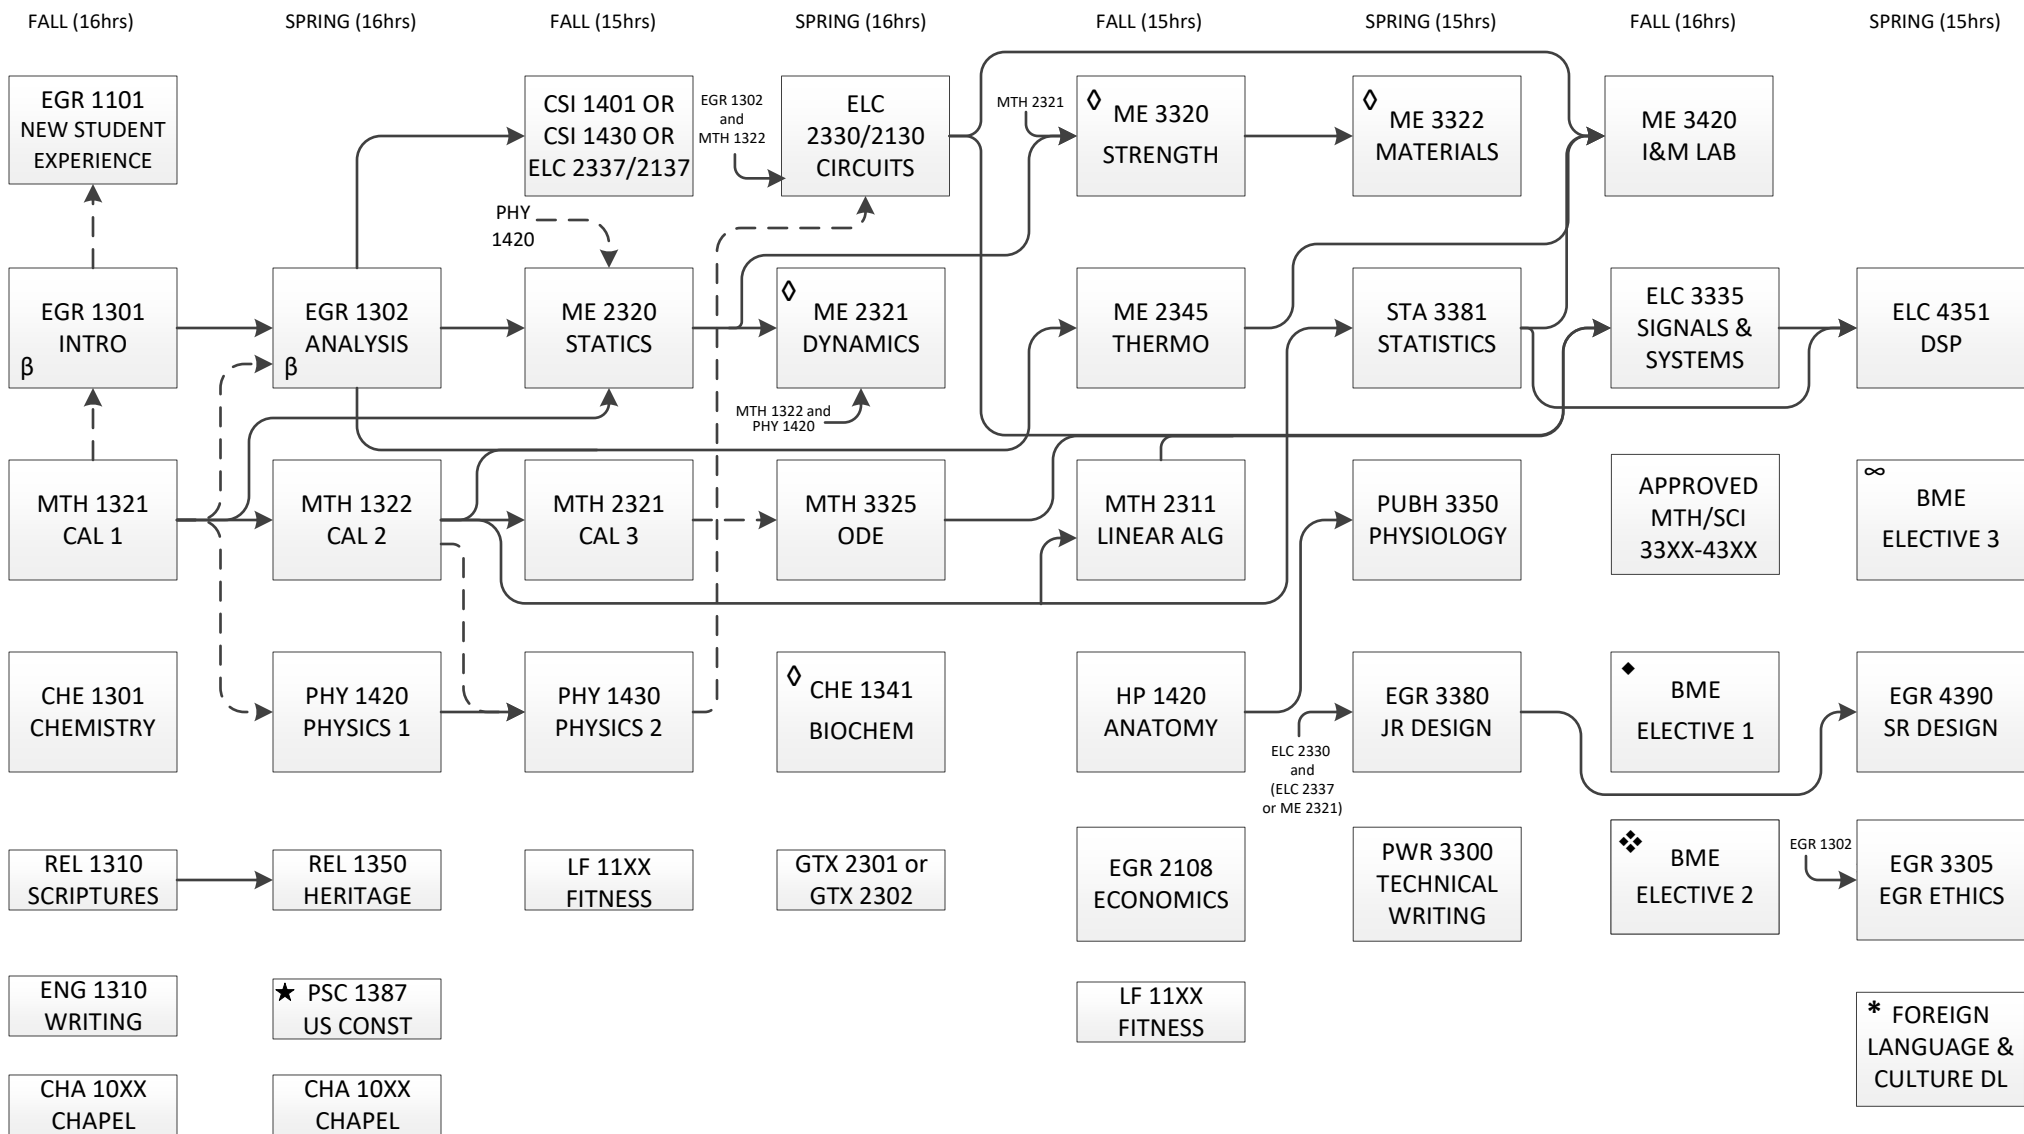 FALL (16hrs)
SPRING (16hrs)
FALL (15hrs)
SPRING (16hrs)
FALL (15hrs)
SPRING (15hrs)
FALL (16hrs)
SPRING (15hrs)
EGR 1101
NEW STUDENT
EXPERIENCE
CSI 1401 OR
CSI 1430 OR
ELC 2337/2137
EGR 1302
and
MTH 1322
ELC
2330/2130
CIRCUITS
MTH 2321
◊ ME 3320
STRENGTH
◊ ME 3322
MATERIALS
ME 3420
I&M LAB
PHY
1420
EGR 1301
INTRO
β
EGR 1302
ANALYSIS
β
ME 2320
STATICS
◊ ME 2321
DYNAMICS
MTH 1322 and
PHY 1420
ME 2345
THERMO
STA 3381
STATISTICS
ELC 3335
SIGNALS &
SYSTEMS
ELC 4351
DSP
MTH 1321
CAL 1
MTH 1322
CAL 2
MTH 2321
CAL 3
MTH 3325
ODE
MTH 2311
LINEAR ALG
PUBH 3350
PHYSIOLOGY
APPROVED
MTH/SCI
33XX-43XX
∞ BME
ELECTIVE 3
CHE 1301
CHEMISTRY
PHY 1420
PHYSICS 1
PHY 1430
PHYSICS 2
◊ CHE 1341
BIOCHEM
HP 1420
ANATOMY
ELC 2330
and
(ELC 2337
or ME 2321)
EGR 3380
JR DESIGN
◆ BME
ELECTIVE 1
EGR 4390
SR DESIGN
REL 1310
SCRIPTURES
REL 1350
HERITAGE
LF 11XX
FITNESS
GTX 2301 or
GTX 2302
EGR 2108
ECONOMICS
PWR 3300
TECHNICAL
WRITING
❖ BME
ELECTIVE 2
EGR 1302
EGR 3305
EGR ETHICS
ENG 1310
WRITING
★ PSC 1387
US CONST
LF 11XX
FITNESS
* FOREIGN
LANGUAGE &
CULTURE DL
CHA 10XX
CHAPEL
CHA 10XX
CHAPEL